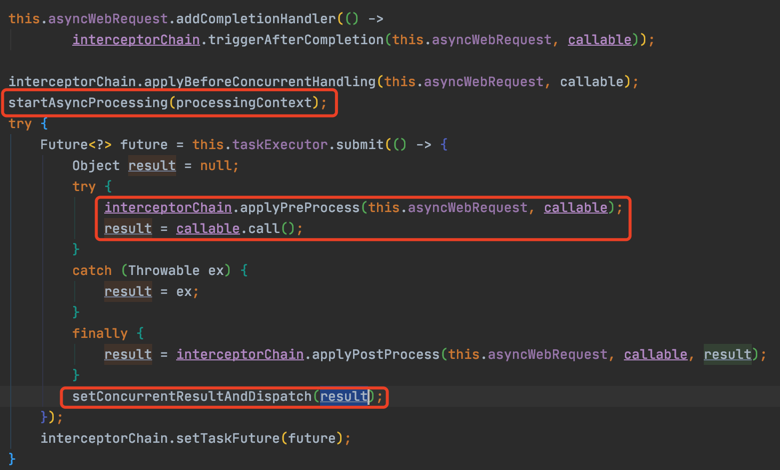 this.asyncWebRequest.addCompletionHandler(() ->
        interceptorChain.triggerAfterCompletion(this.asyncWebRequest, callable));

interceptorChain.applyBeforeConcurrentHandling(this.asyncWebRequest, callable);
startAsyncProcessing(processingContext);
try {
    Future<?> future = this.taskExecutor.submit(() -> {
        Object result = null;
        try {
            interceptorChain.applyPreProcess(this.asyncWebRequest, callable);
            result = callable.call();
        }
        catch (Throwable ex) {
            result = ex;
        }
        finally {
            result = interceptorChain.applyPostProcess(this.asyncWebRequest, callable, result);
        }
        setConcurrentResultAndDispatch(result);
    });
    interceptorChain.setTaskFuture(future);
}